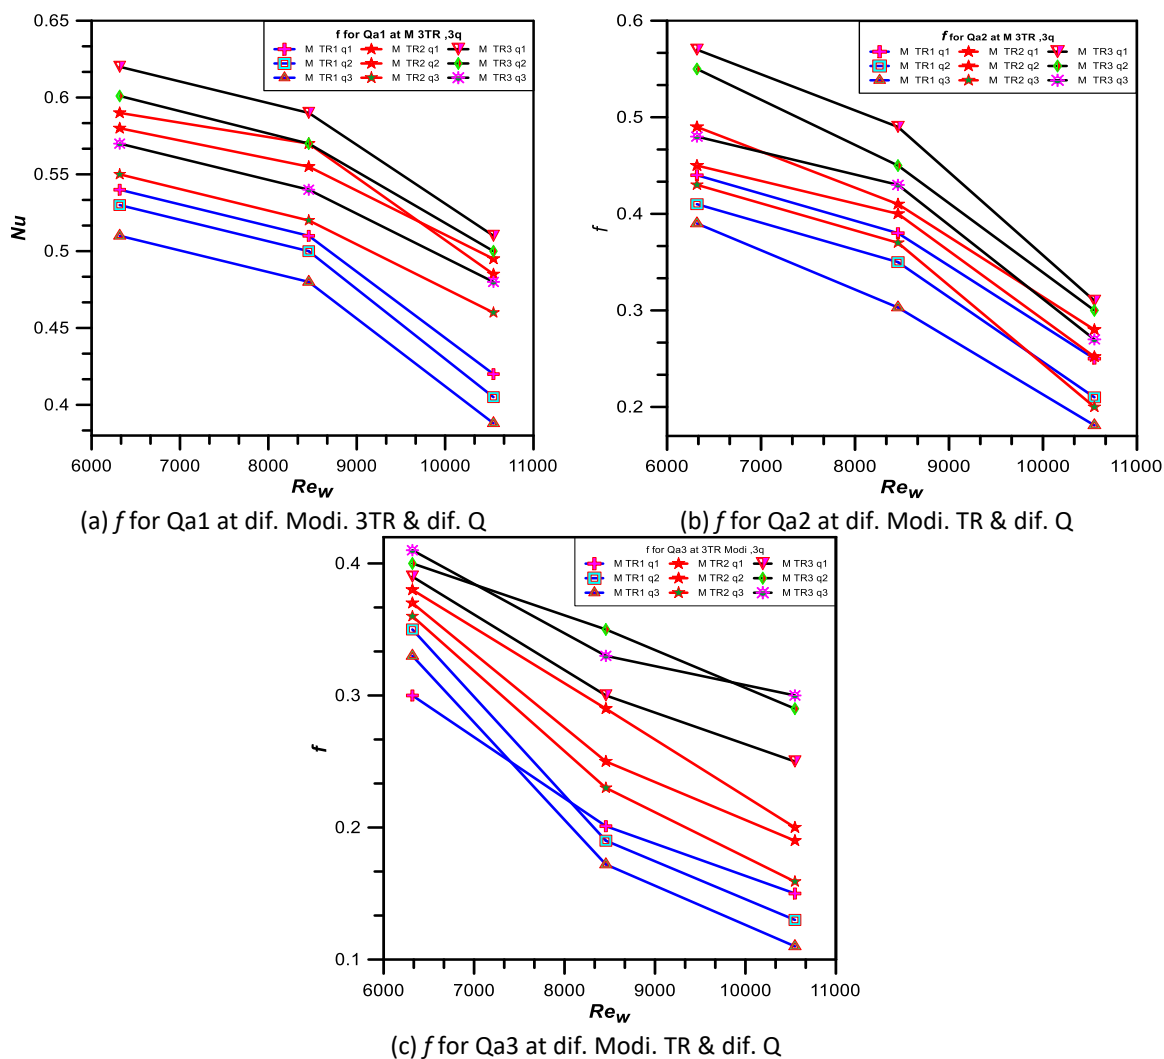 f for Qa1 at M 3TR ,3q
M TR1 q1 M TR2 q1 M TR3 q1
M TR1 q2 M TR2 q2 M TR3 q2
M TR1 q3 M TR2 q3 M TR3 q3
Nu
0.65
0.6
0.55
0.5
0.45
0.4
6000 7000 8000 9000 10000 11000
Rew
(a) f for Qa1 at dif. Modi. 3TR & dif. Q
f for Qa2 at M 3TR ,3q
M TR1 q1 M TR2 q1 M TR3 q1
M TR1 q2 M TR2 q2 M TR3 q2
M TR1 q3 M TR2 q3 M TR3 q3
f
0.6
0.5
0.4
0.3
0.2
6000 7000 8000 9000 10000 11000
Rew
(b) f for Qa2 at dif. Modi. TR & dif. Q
f for Qa3 at 3TR Modi ,3q
M TR1 q1 M TR2 q1 M TR3 q1
M TR1 q2 M TR2 q2 M TR3 q2
M TR1 q3 M TR2 q3 M TR3 q3
f
0.4
0.3
0.2
0.1
6000 7000 8000 9000 10000 11000
Rew
(c) f for Qa3 at dif. Modi. TR & dif. Q